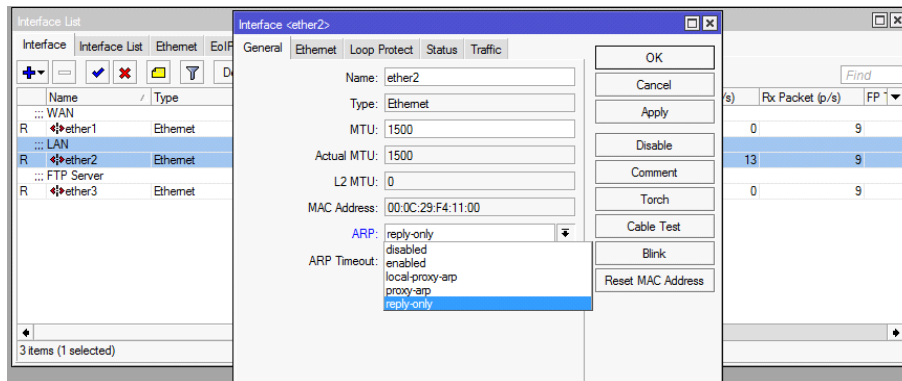 Interface List
Interface Interface List Ethernet
Find
Name Type Rx Packet (p/s)
;;; WAN
R ether1 Ethernet 0 9
;;; LAN
R ether2 Ethernet 13 9
;;; FTP Server
R ether3 Ethernet 0 9
3 items (1 selected)
Interface <ether2>
General Ethernet Loop Protect Status Traffic
Name: ether2
Type: Ethernet
MTU: 1500
Actual MTU: 1500
L2 MTU: 0
MAC Address: 00:0C:29:F4:11:00
ARP: reply-only
disabled
enabled
local-proxy-arp
proxy-arp
reply-only
ARP Timeout:
OK
Cancel
Apply
Disable
Comment
Torch
Cable Test
Blink
Reset MAC Address